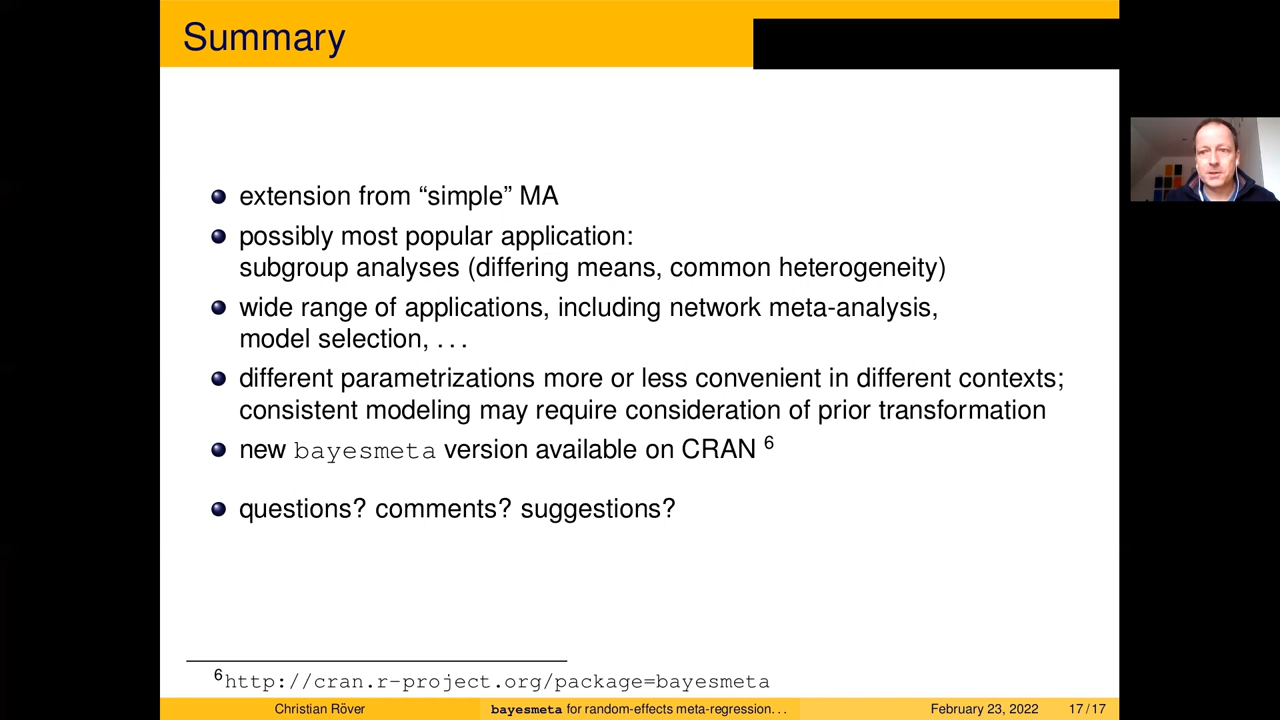 Summary
extension from “simple” MA
possibly most popular application:
subgroup analyses (differing means, common heterogeneity)
wide range of applications, including network meta-analysis,
model selection, . . .
different parametrizations more or less convenient in different contexts;
consistent modeling may require consideration of prior transformation
new bayesmeta version available on CRAN 6
questions? comments? suggestions?
6http://cran.r-project.org/package=bayesmeta
Christian Röver bayesmeta for random-effects meta-regression. . . February 23, 2022 17 / 17